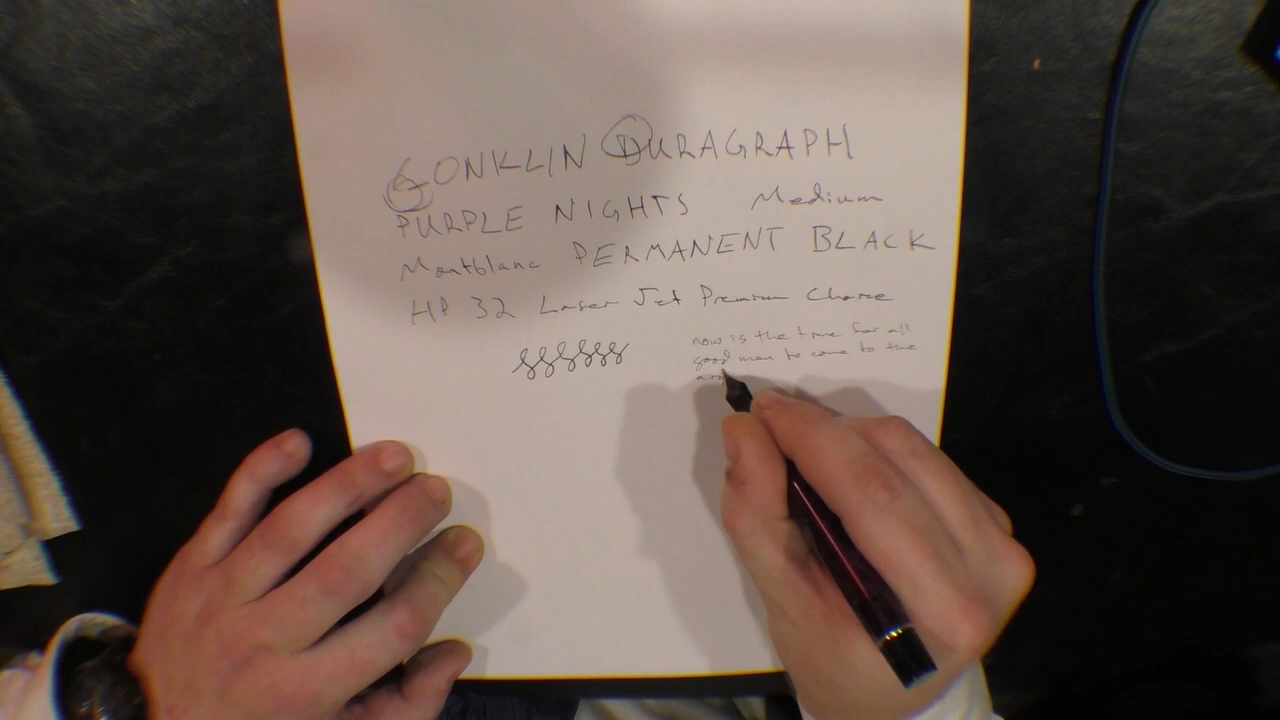 CONKLIN DURAGRAPH
PURPLE NIGHTS Medium
Montblanc PERMANENT BLACK
HP 32 Laser Jet Premium Choice
now is the time for all
good men to come to the